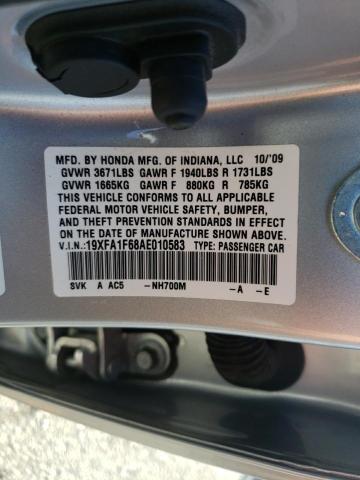 MFD. BY HONDA MFG. OF INDIANA, LLC 10/'09
GVWR 3671LBS GAWR F 1940LBS R 1731LBS
GVWR 1665KG GAWR F 880KG R 785KG
THIS VEHICLE CONFORMS TO ALL APPLICABLE
FEDERAL MOTOR VEHICLE SAFETY, BUMPER,
AND THEFT PREVENTION STANDARDS IN EFFECT
ON THE DATE OF MANUFACTURE SHOWN ABOVE.
V.I.N.:19XFA1F68AE010583 TYPE: PASSENGER CAR
SVK A AC5 -NH700M -A -E